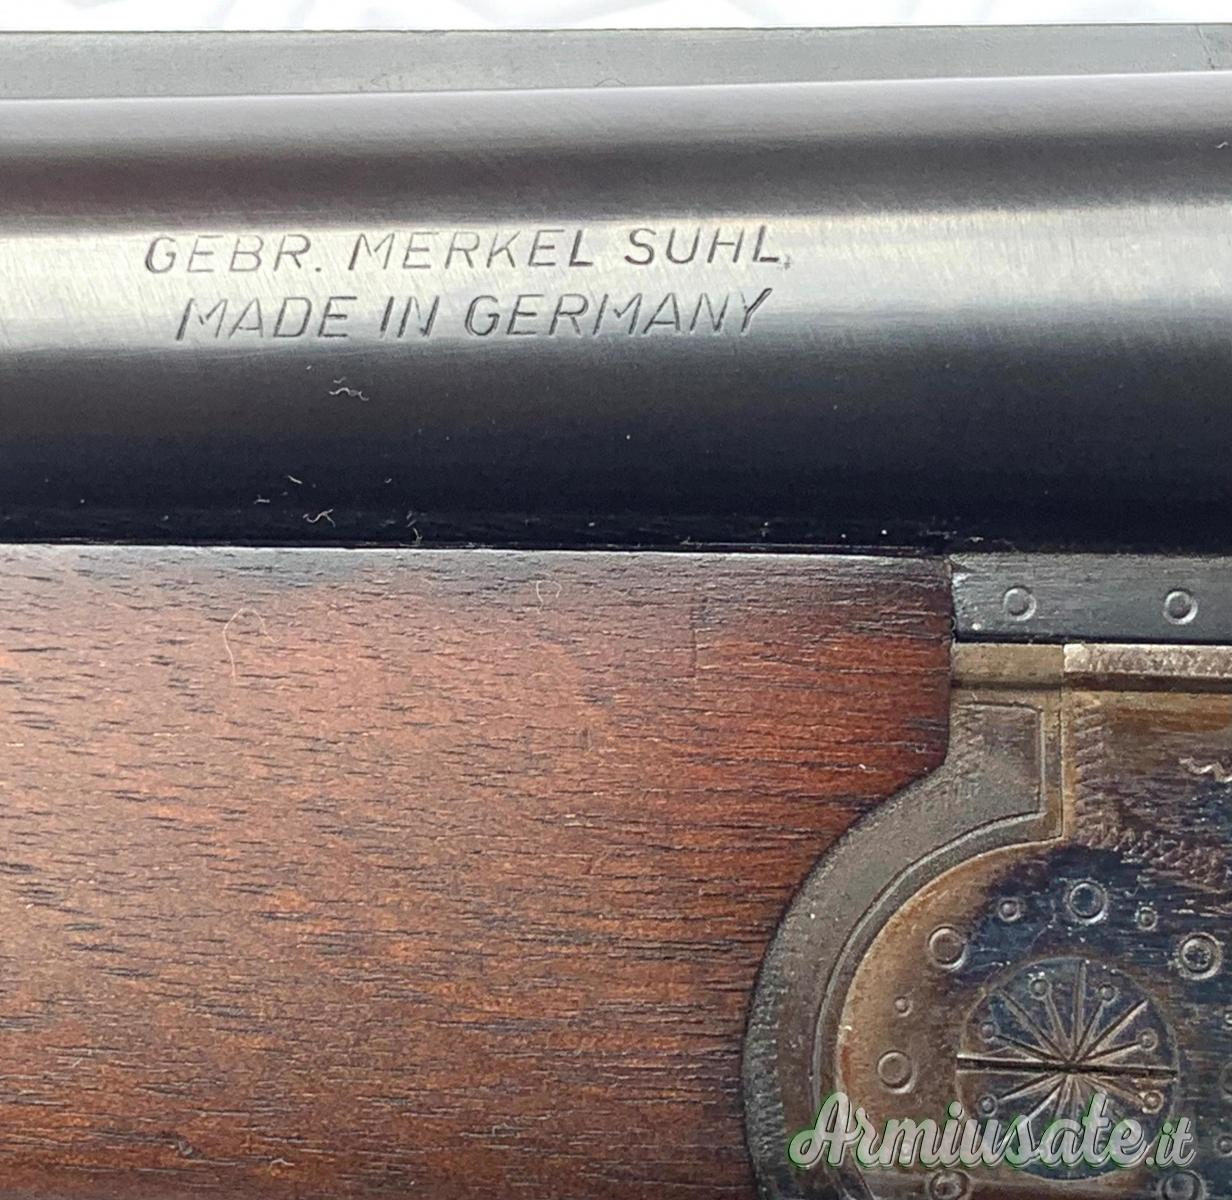 GEBR. MERKEL SUHL,
MADE IN GERMANY
Armiusate.it